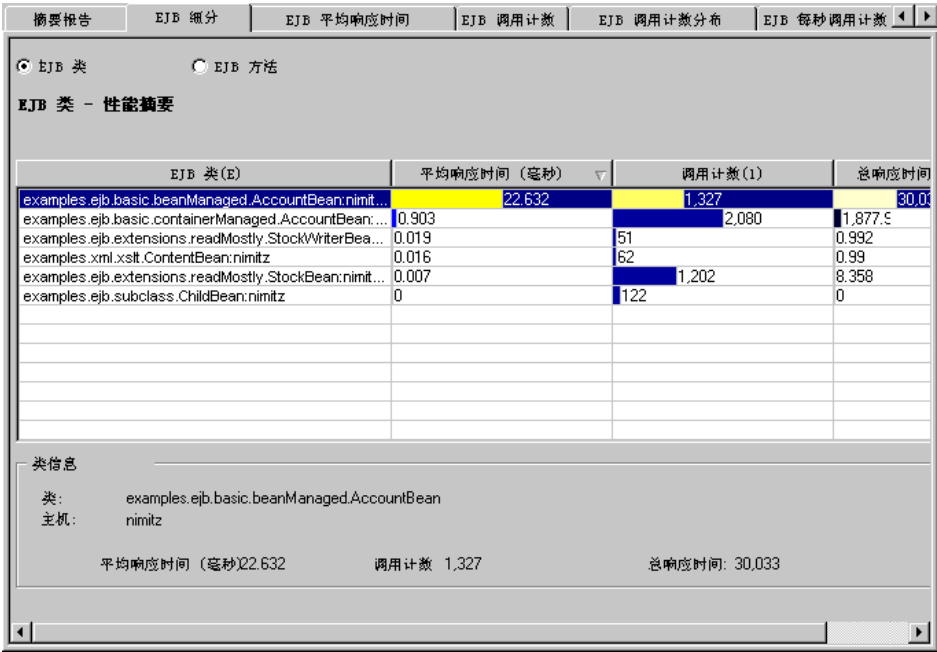 摘要报告 EJB 细分 EJB 平均响应时间 EJB 调用计数 EJB 调用计数分布 EJB 每秒调用计数
EJB 类 EJB 方法
EJB 类 - 性能摘要
EJB 类(E) 平均响应时间 (毫秒) 调用计数(1) 总响应时间
examples.ejb.basic.beanManaged.AccountBean:nimit... 22.632 1,327 30,03
examples.ejb.basic.containerManaged.AccountBean:... 0.903 2,080 1,877.9
examples.ejb.extensions.readMostly.StockWriterBea... 0.019 51 0.992
examples.xml.xslt.ContentBean:nimitz 0.016 62 0.99
examples.ejb.extensions.readMostly.StockBean:nimit... 0.007 1,202 8.358
examples.ejb.subclass.ChildBean:nimitz 0 122 0
类信息
类: examples.ejb.basic.beanManaged.AccountBean
主机: nimitz
平均响应时间 (毫秒)22.632 调用计数 1,327 总响应时间: 30,033